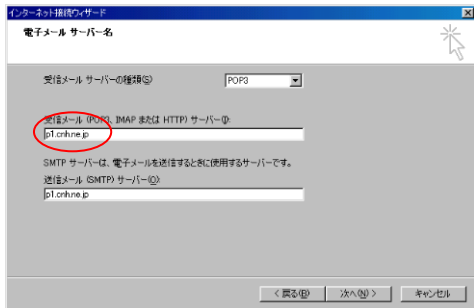 インターネット接続ウィザード
電子メール サーバー名
受信メール サーバーの種類(S)
POP3
受信メール (POP3、IMAP または HTTP) サーバー(I):
p1.cnh.ne.jp
SMTP サーバーは、電子メールを送信するときに使用するサーバーです。
送信メール (SMTP) サーバー(O):
p1.cnh.ne.jp
< 戻る(B)
次へ(N) >
キャンセル